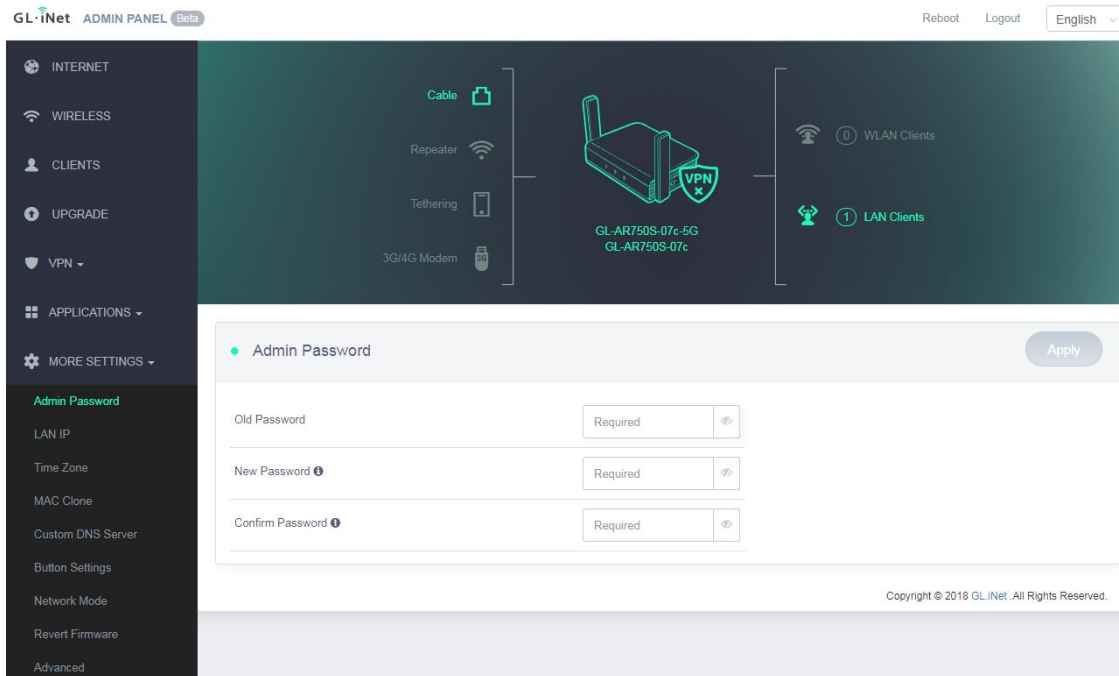 GL·iNet ADMIN PANEL Beta
Reboot Logout English
INTERNET
WIRELESS
CLIENTS
UPGRADE
VPN
APPLICATIONS
MORE SETTINGS
Admin Password
LAN IP
Time Zone
MAC Clone
Custom DNS Server
Button Settings
Network Mode
Revert Firmware
Advanced
Cable
Repeater
Tethering
3G/4G Modem
3G
VPN
GL-AR750S-07c-5G
GL-AR750S-07c
0 WLAN Clients
1 LAN Clients
Admin Password
Apply
Old Password Required
New Password Required
Confirm Password Required
Copyright © 2018 GL.iNet .All Rights Reserved.